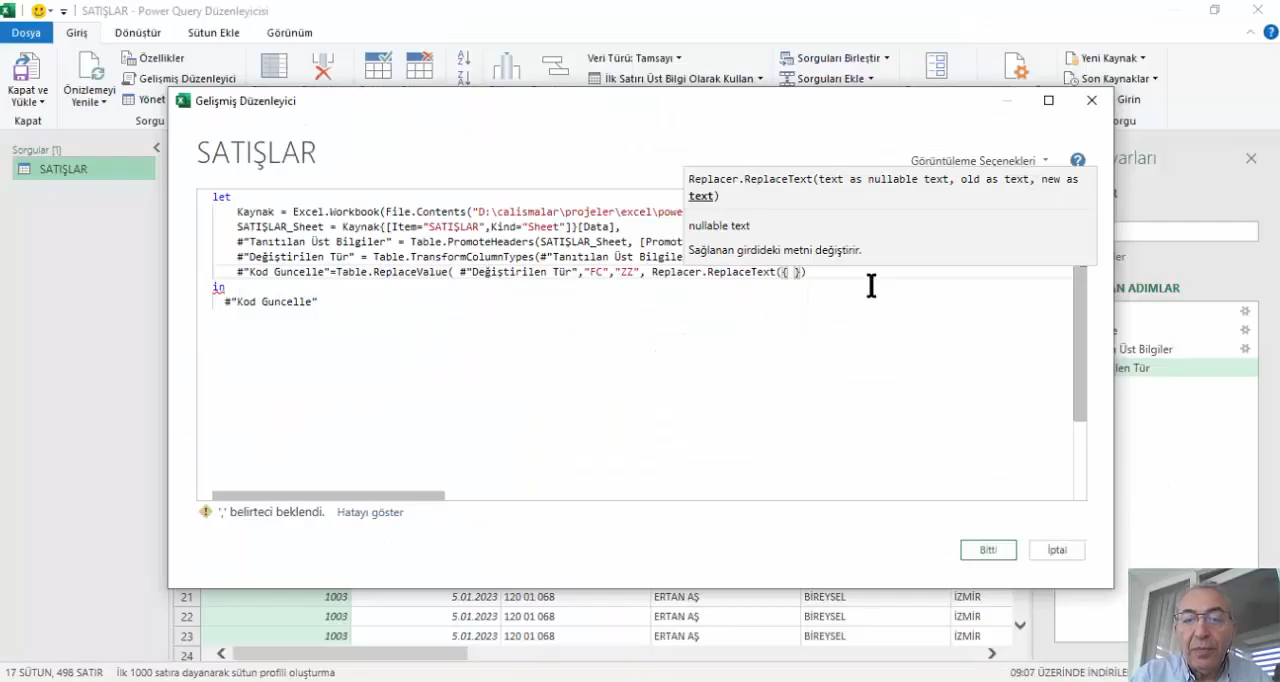 SATIŞLAR - Power Query Düzenleyicisi
Dosya
Giriş
Dönüştür
Sütun Ekle
Görünüm
Kapat ve
Yükle
Kapat
Önizlemeyi
Yenile
Özellikler
Gelişmiş Düzenleyici
Yönet
Sorgu
Veri Türü: Tamsayı
İlk Satırı Üst Bilgi Olarak Kullan
Sorguları Birleştir
Sorguları Ekle
Yeni Kaynak
Son Kaynaklar
Girin
orgu
Sorgular [1]
SATIŞLAR
Gelişmiş Düzenleyici
SATIŞLAR
Görüntüleme Seçenekleri
let
Kaynak = Excel.Workbook(File.Contents("D:\calismalar\projeler\excel\powe
SATIŞLAR_Sheet = Kaynak{[Item="SATIŞLAR",Kind="Sheet"]}[Data],
#"Tanıtılan Üst Bilgiler" = Table.PromoteHeaders(SATIŞLAR_Sheet, [Promot
#"Değiştirilen Tür" = Table.TransformColumnTypes(#"Tanıtılan Üst Bilgile
#"Kod Guncelle"=Table.ReplaceValue( #"Değiştirilen Tür","FC","ZZ", Replacer.ReplaceText({ })
in
#"Kod Guncelle"
Replacer.ReplaceText(text as nullable text, old as text, new as
text)
nullable text
Sağlanan girdideki metni değiştirir.
',' belirteci beklendi. Hatayı göster
Bitti
İptal
varları
er
AN ADIMLAR
e
ı Üst Bilgiler
len Tür
21 1003 5.01.2023 120 01 068 ERTAN AŞ BİREYSEL İZMİR
22 1003 5.01.2023 120 01 068 ERTAN AŞ BİREYSEL İZMİR
23 1003 5.01.2023 120 01 068 ERTAN AŞ BİREYSEL İZMİR
24
17 SÜTUN, 498 SATIR
İlk 1000 satıra dayanarak sütun profili oluşturma
09:07 ÜZERİNDE İNDİRİLE